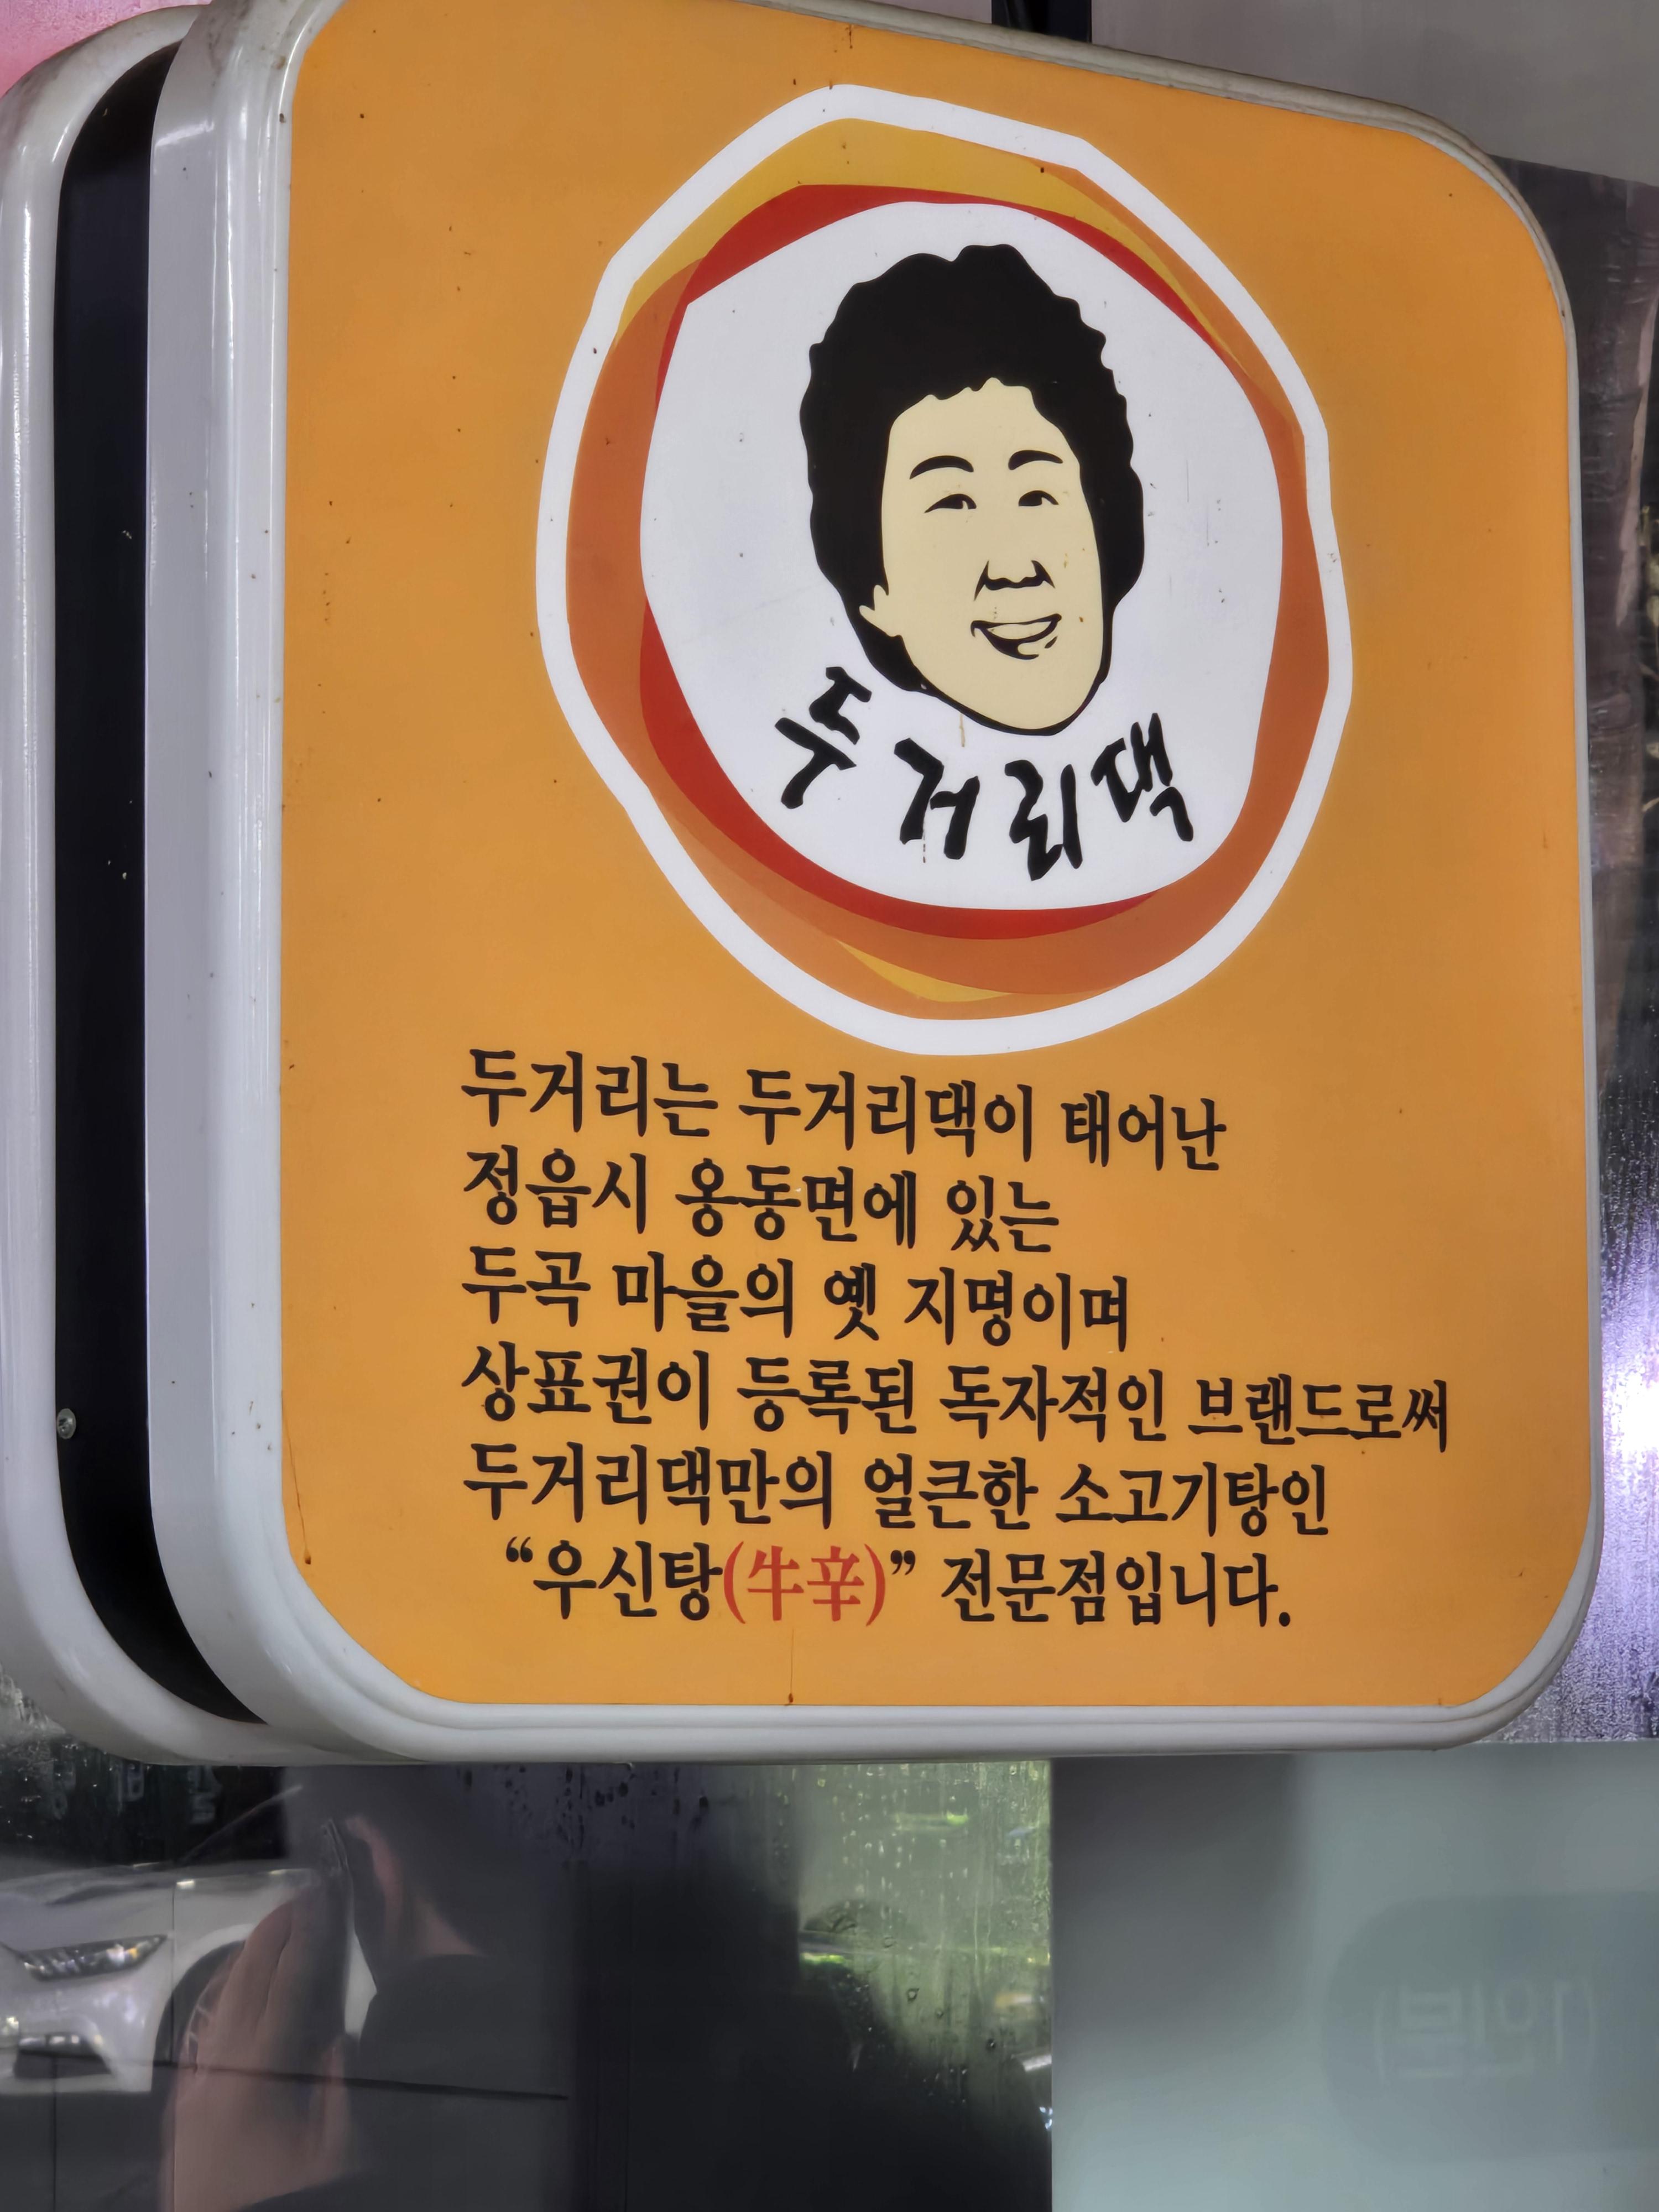 두거리댁
두거리는 두거리댁이 태어난
정읍시 옹동면에 있는
두곡 마을의 옛 지명이며
상표권이 등록된 독자적인 브랜드로써
두거리댁만의 얼큰한 소고기탕인
“우신탕(牛辛)” 전문점입니다.